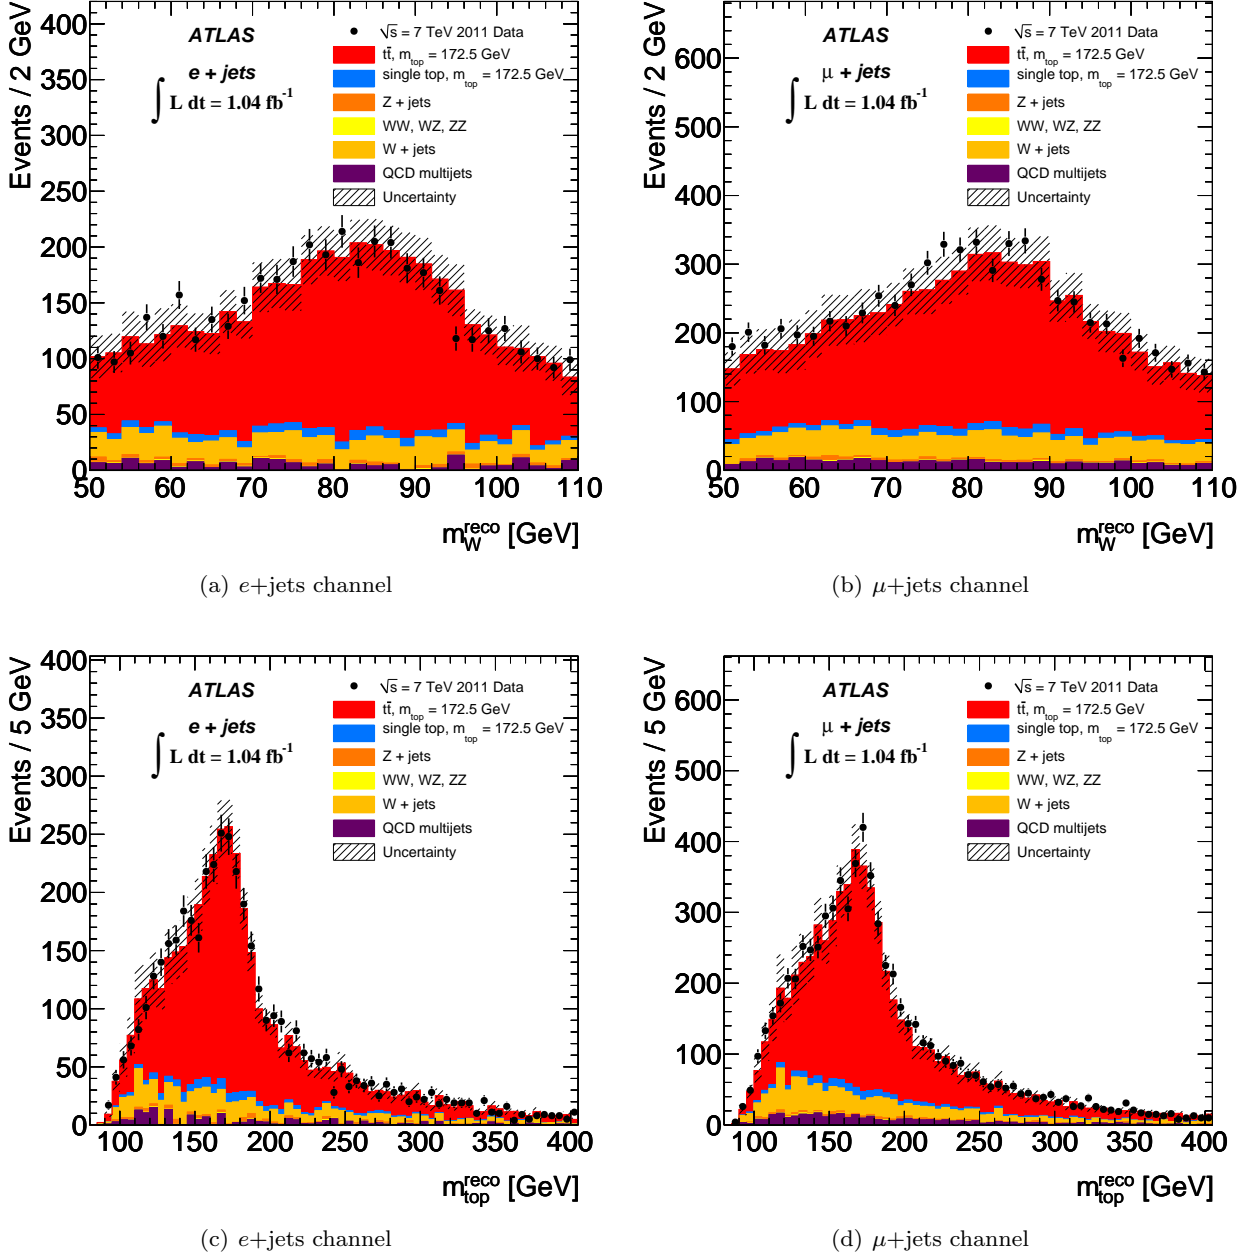 Events / 2 GeV
400
350
300
250
200
150
100
50
0
ATLAS
e + jets
∫ L dt = 1.04 fb⁻¹
√s = 7 TeV 2011 Data
tt̄, m_top = 172.5 GeV
single top, m_top = 172.5 GeV
Z + jets
WW, WZ, ZZ
W + jets
QCD multijets
Uncertainty
50 60 70 80 90 100 110
m_W^reco [GeV]
(a) e+jets channel
Events / 2 GeV
600
500
400
300
200
100
0
ATLAS
μ + jets
∫ L dt = 1.04 fb⁻¹
√s = 7 TeV 2011 Data
tt̄, m_top = 172.5 GeV
single top, m_top = 172.5 GeV
Z + jets
WW, WZ, ZZ
W + jets
QCD multijets
Uncertainty
50 60 70 80 90 100 110
m_W^reco [GeV]
(b) μ+jets channel
Events / 5 GeV
400
350
300
250
200
150
100
50
0
ATLAS
e + jets
∫ L dt = 1.04 fb⁻¹
√s = 7 TeV 2011 Data
tt̄, m_top = 172.5 GeV
single top, m_top = 172.5 GeV
Z + jets
WW, WZ, ZZ
W + jets
QCD multijets
Uncertainty
100 150 200 250 300 350 400
m_top^reco [GeV]
(c) e+jets channel
Events / 5 GeV
600
500
400
300
200
100
0
ATLAS
μ + jets
∫ L dt = 1.04 fb⁻¹
√s = 7 TeV 2011 Data
tt̄, m_top = 172.5 GeV
single top, m_top = 172.5 GeV
Z + jets
WW, WZ, ZZ
W + jets
QCD multijets
Uncertainty
100 150 200 250 300 350 400
m_top^reco [GeV]
(d) μ+jets channel